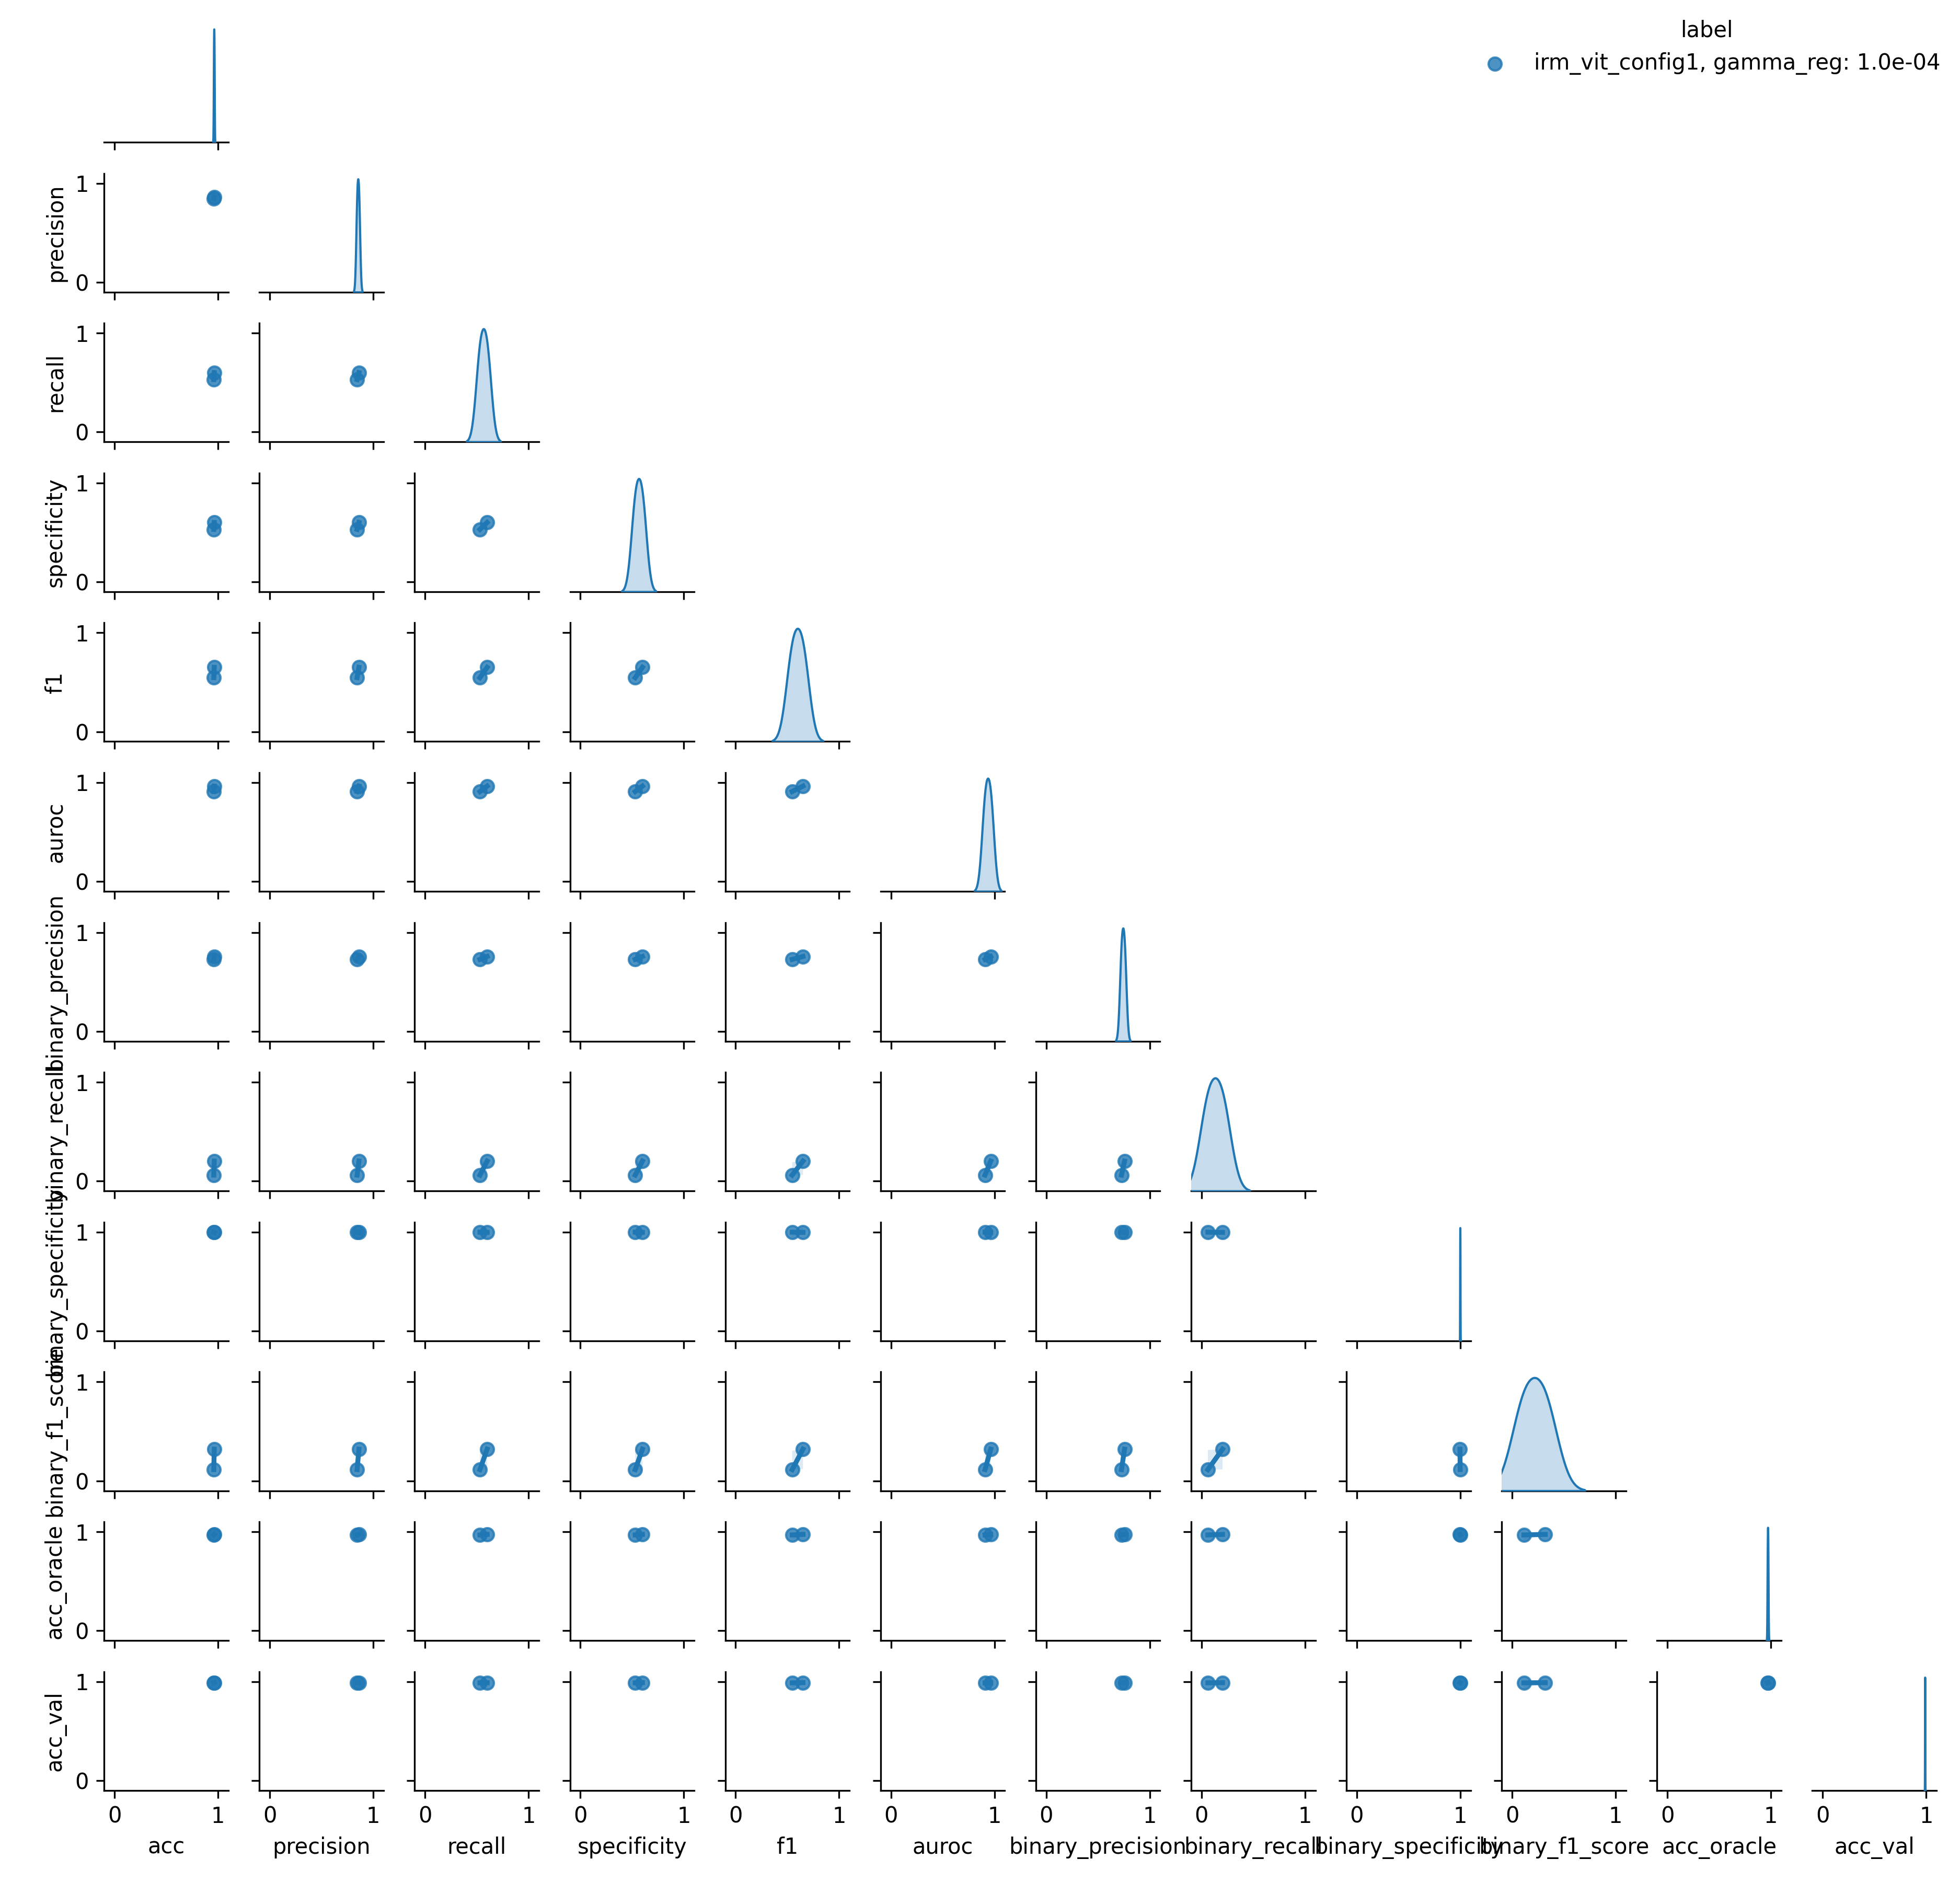 label
irm_vit_config1, gamma_reg: 1.0e-04
precision
1
0
recall
1
0
specificity
1
0
f1
1
0
auroc
1
0
binary_precision
1
0
binary_recall
1
0
binary_specificity
1
0
binary_f1_score
1
0
acc_oracle
1
0
acc_val
1
0
0 1 0 1 0 1 0 1 0 1 0 1 0 1 0 1 0 1 0 1 0 1 0 1
acc precision recall specificity f1 auroc binary_precision binary_recall binary_specificity binary_f1_score acc_oracle acc_val